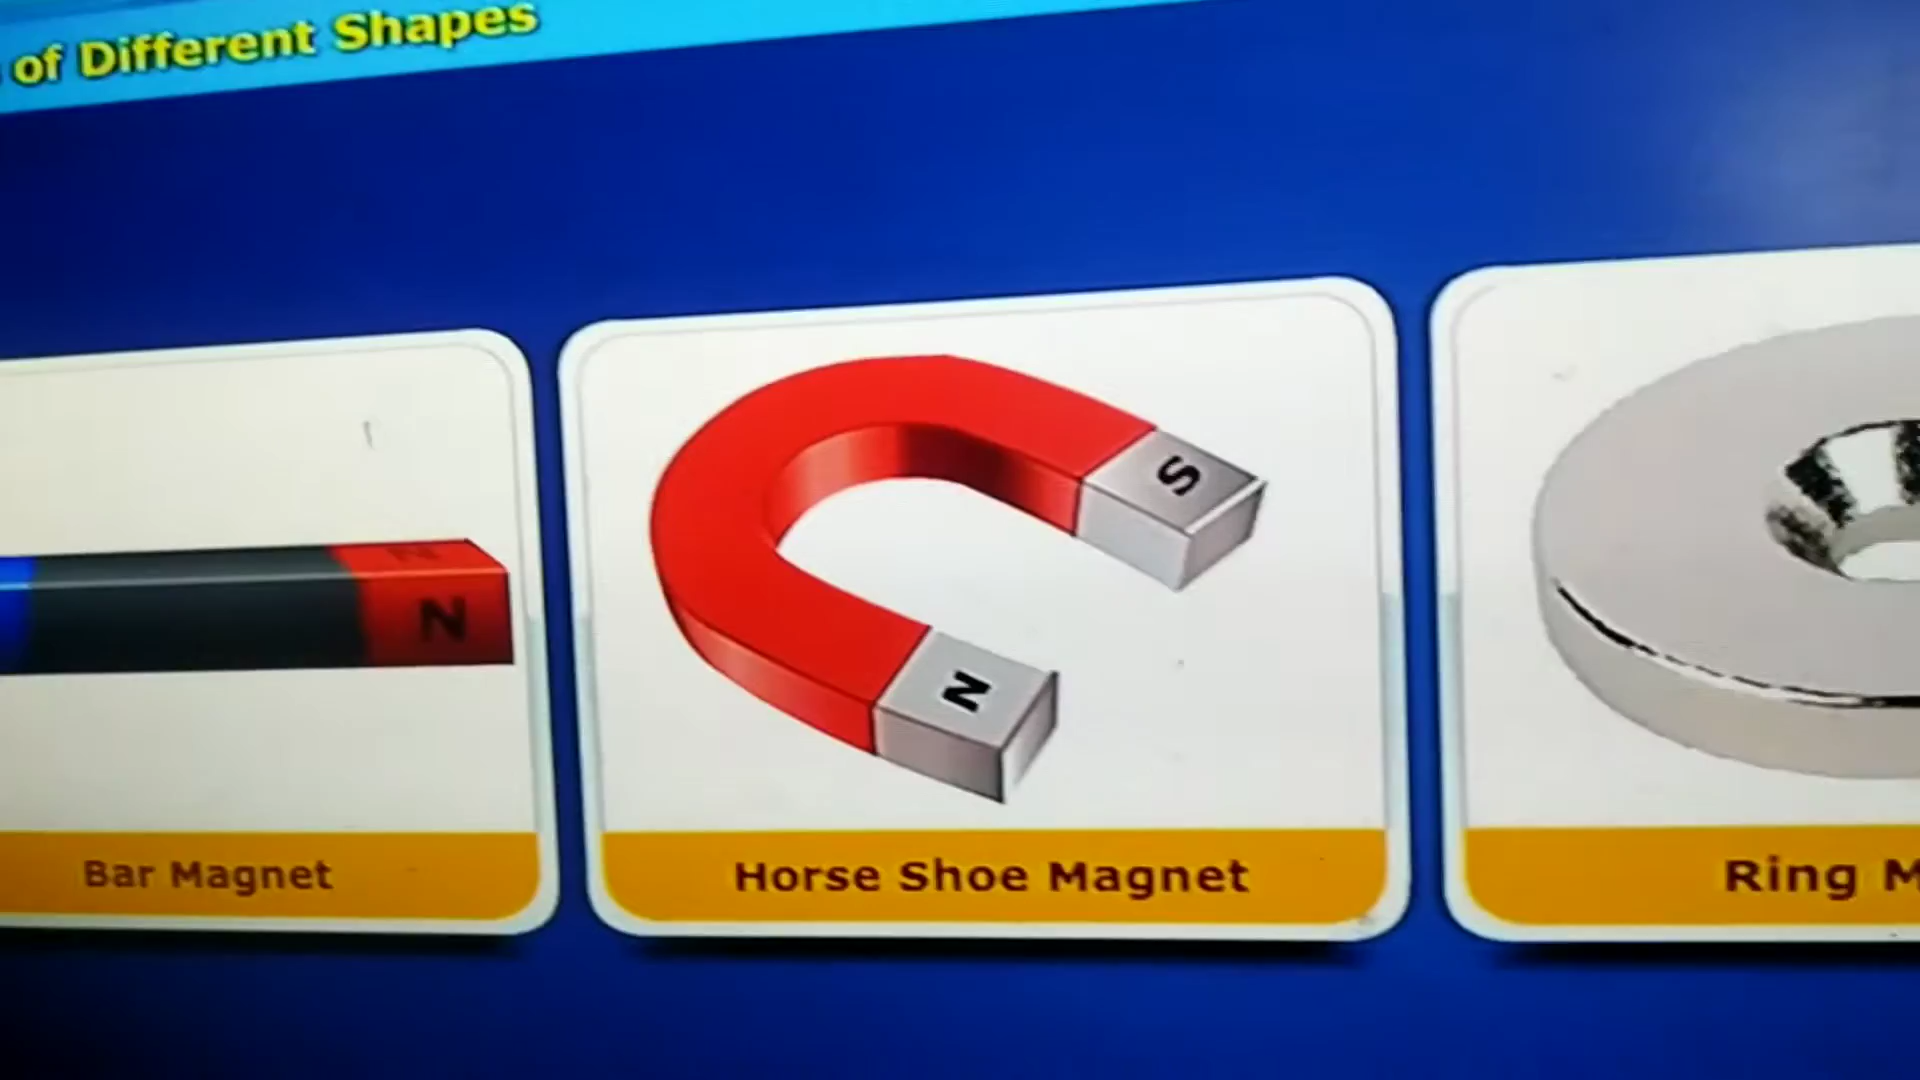 of Different Shapes
S
N
N
N
Bar Magnet
Horse Shoe Magnet
Ring M